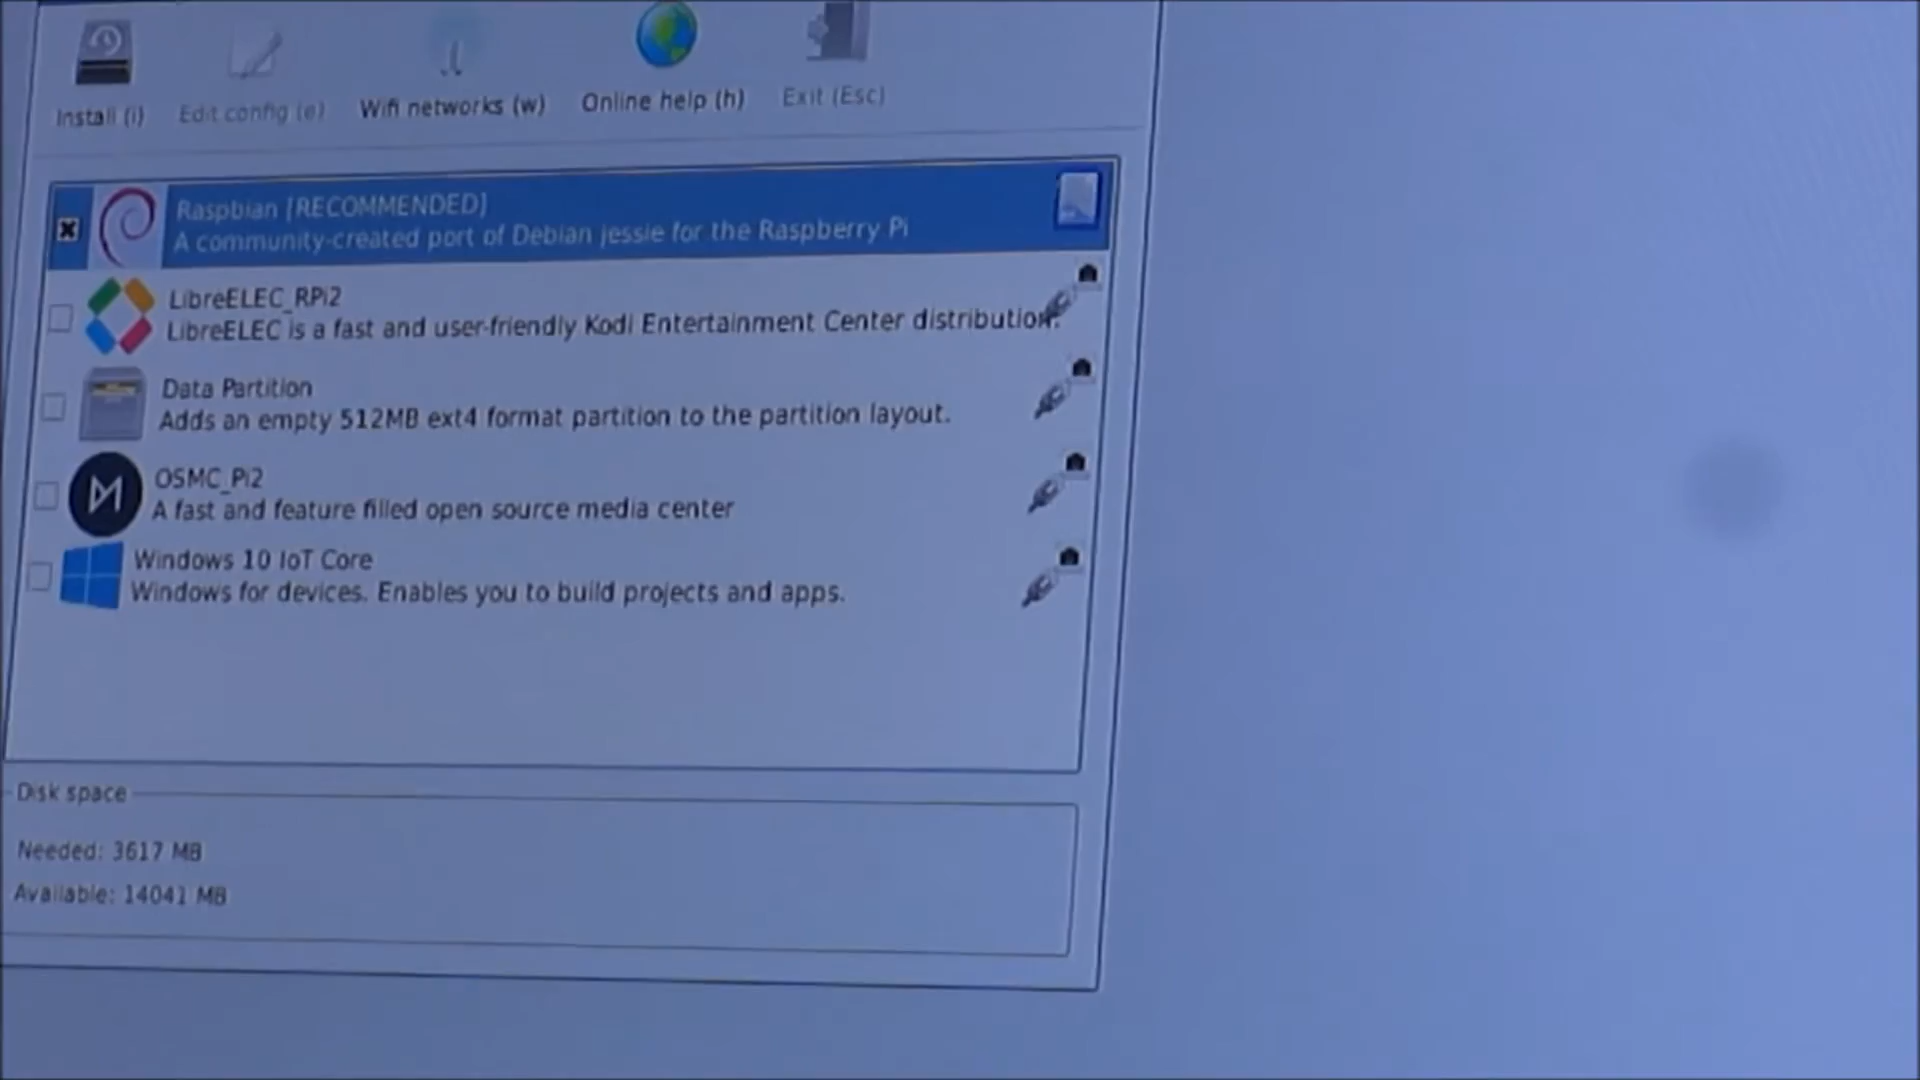 Install (i)
Edit config (e)
Wifi networks (w)
Online help (h)
Exit (Esc)
Raspbian [RECOMMENDED]
A community-created port of Debian jessie for the Raspberry Pi
LibreELEC_RPi2
LibreELEC is a fast and user-friendly Kodi Entertainment Center distribution.
Data Partition
Adds an empty 512MB ext4 format partition to the partition layout.
OSMC_Pi2
A fast and feature filled open source media center
Windows 10 IoT Core
Windows for devices. Enables you to build projects and apps.
Disk space
Needed: 3617 MB
Available: 14041 MB